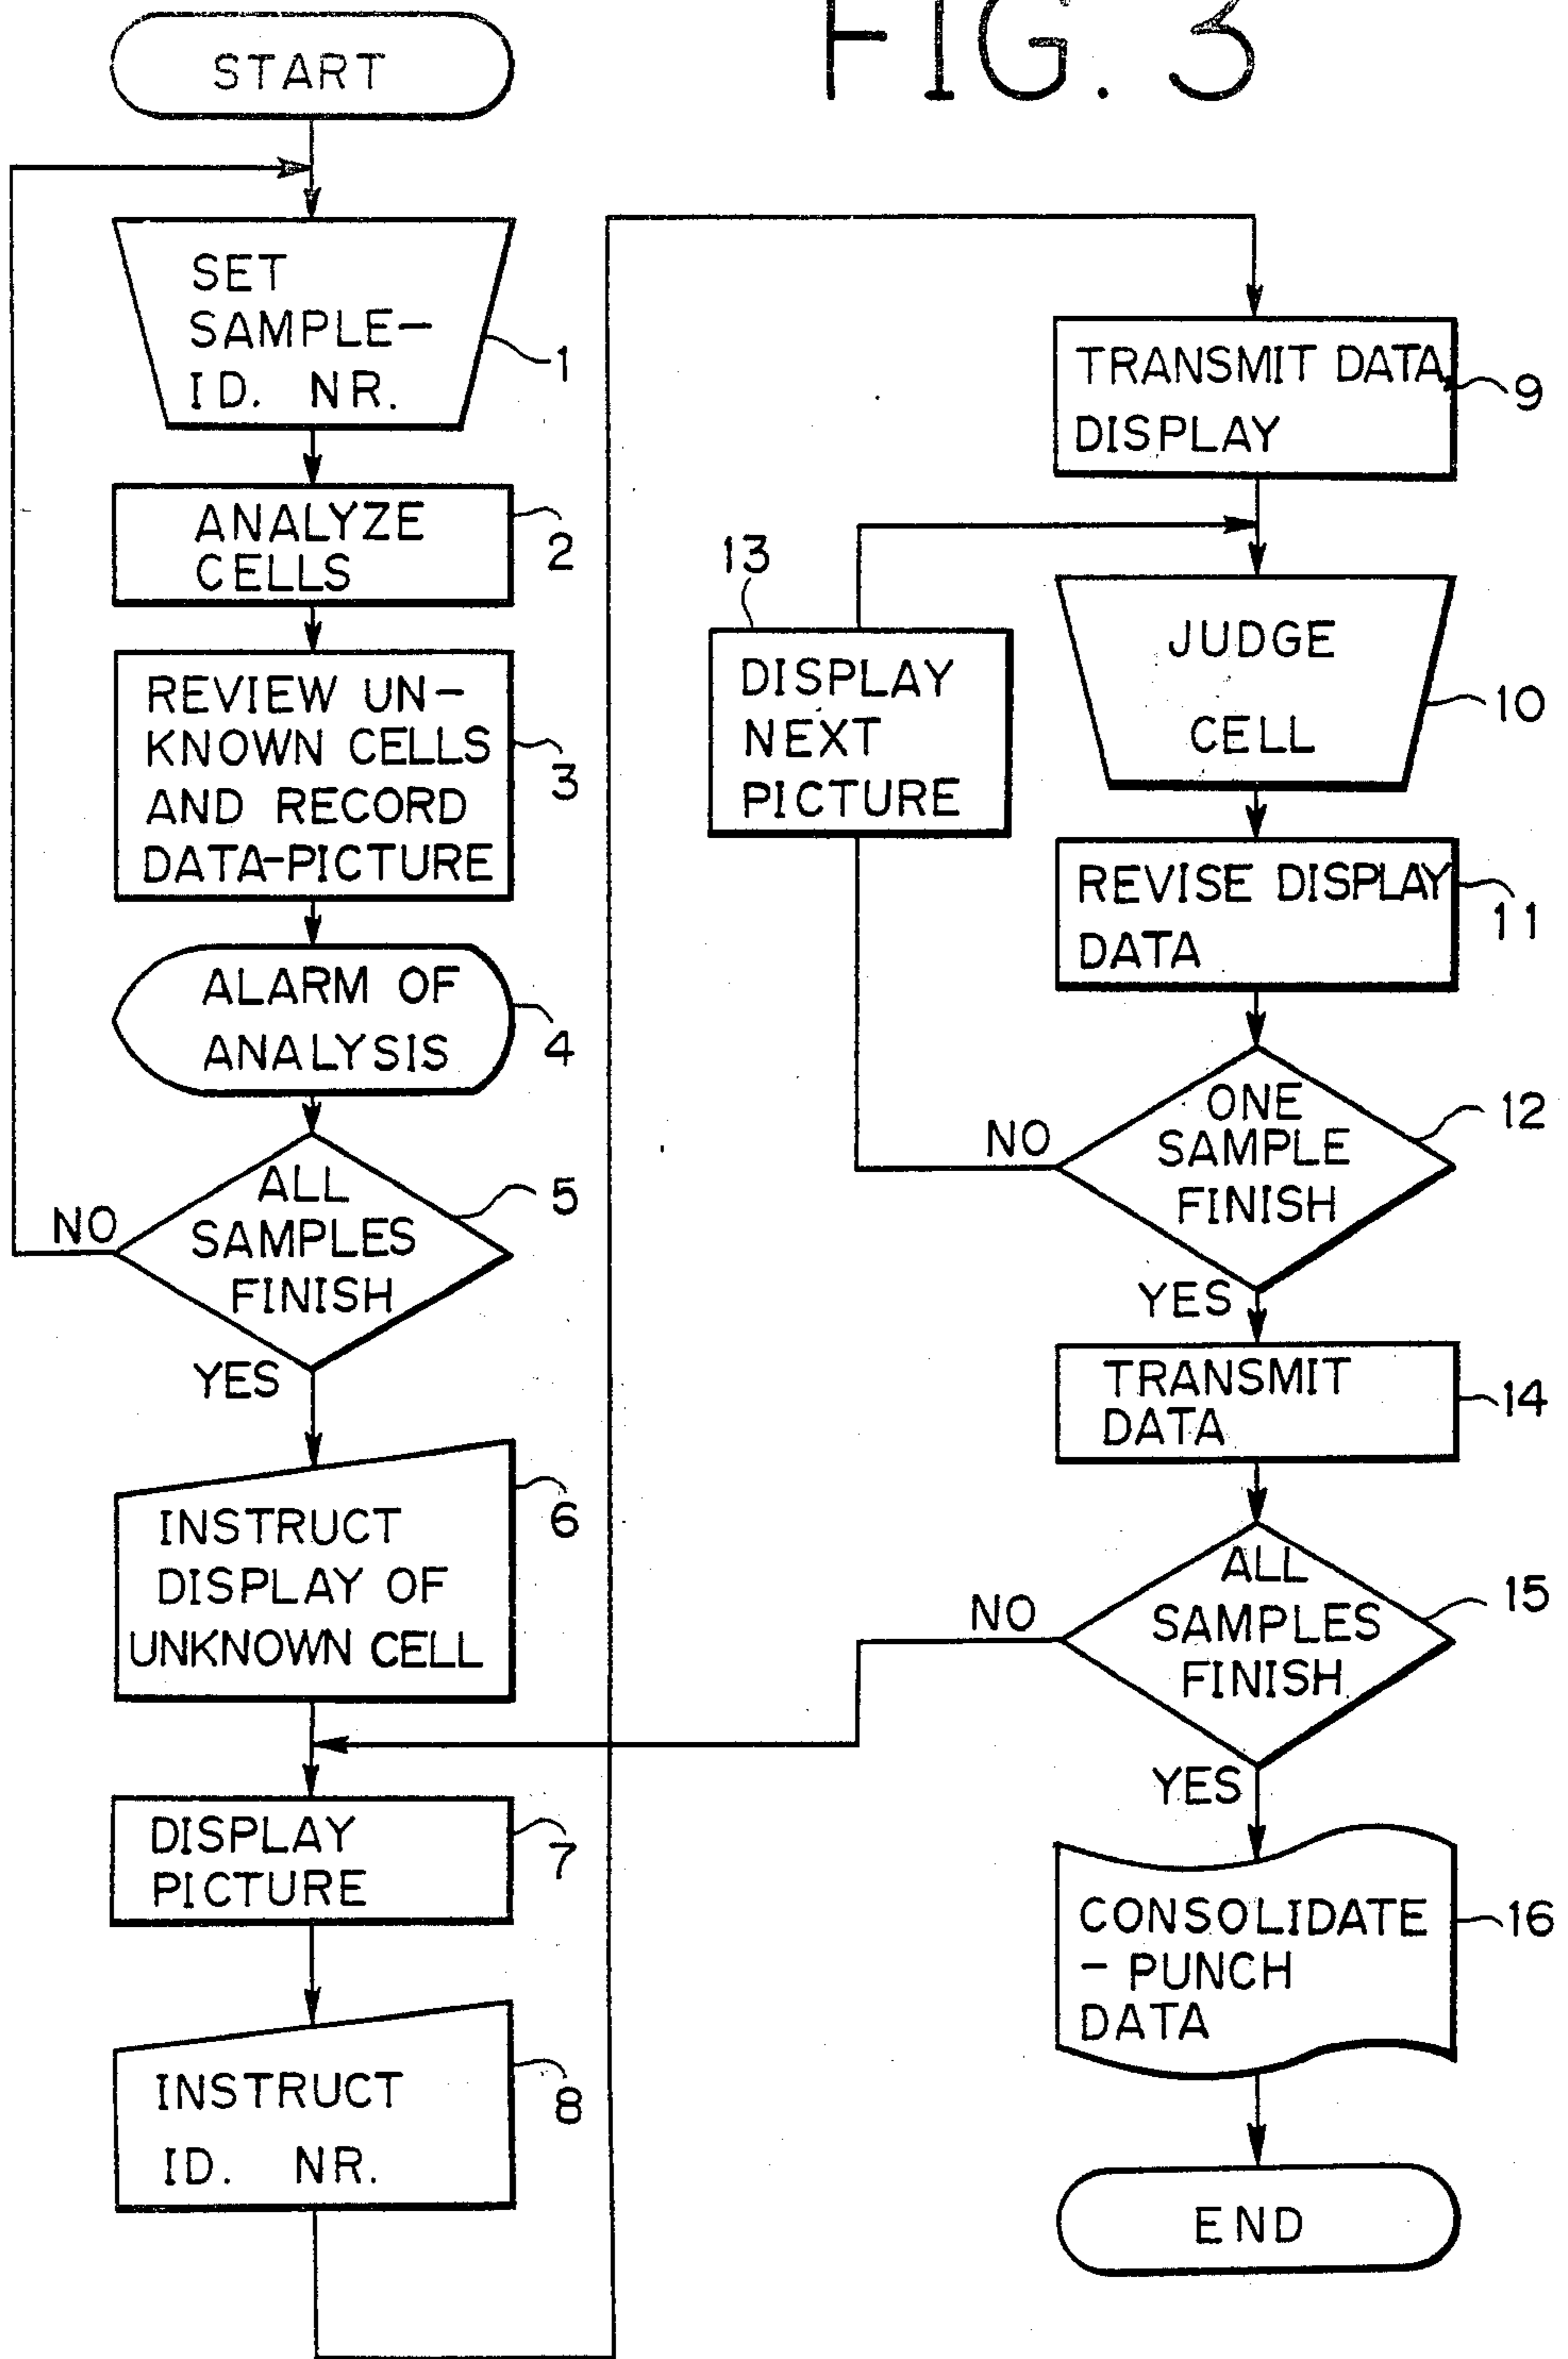 FIG. 3
START
SET
SAMPLE-
ID. NR.
1
ANALYZE
CELLS
2
REVIEW UN-
KNOWN CELLS
AND RECORD
DATA-PICTURE
3
ALARM OF
ANALYSIS
4
ALL
SAMPLES
FINISH
5
NO
YES
INSTRUCT
DISPLAY OF
UNKNOWN CELL
6
DISPLAY
PICTURE
7
INSTRUCT
ID. NR.
8
TRANSMIT DATA
DISPLAY
9
JUDGE
CELL
10
REVISE DISPLAY
DATA
11
ONE
SAMPLE
FINISH
12
NO
13
DISPLAY
NEXT
PICTURE
YES
TRANSMIT
DATA
14
ALL
SAMPLES
FINISH
15
NO
YES
CONSOLIDATE
- PUNCH
DATA
16
END